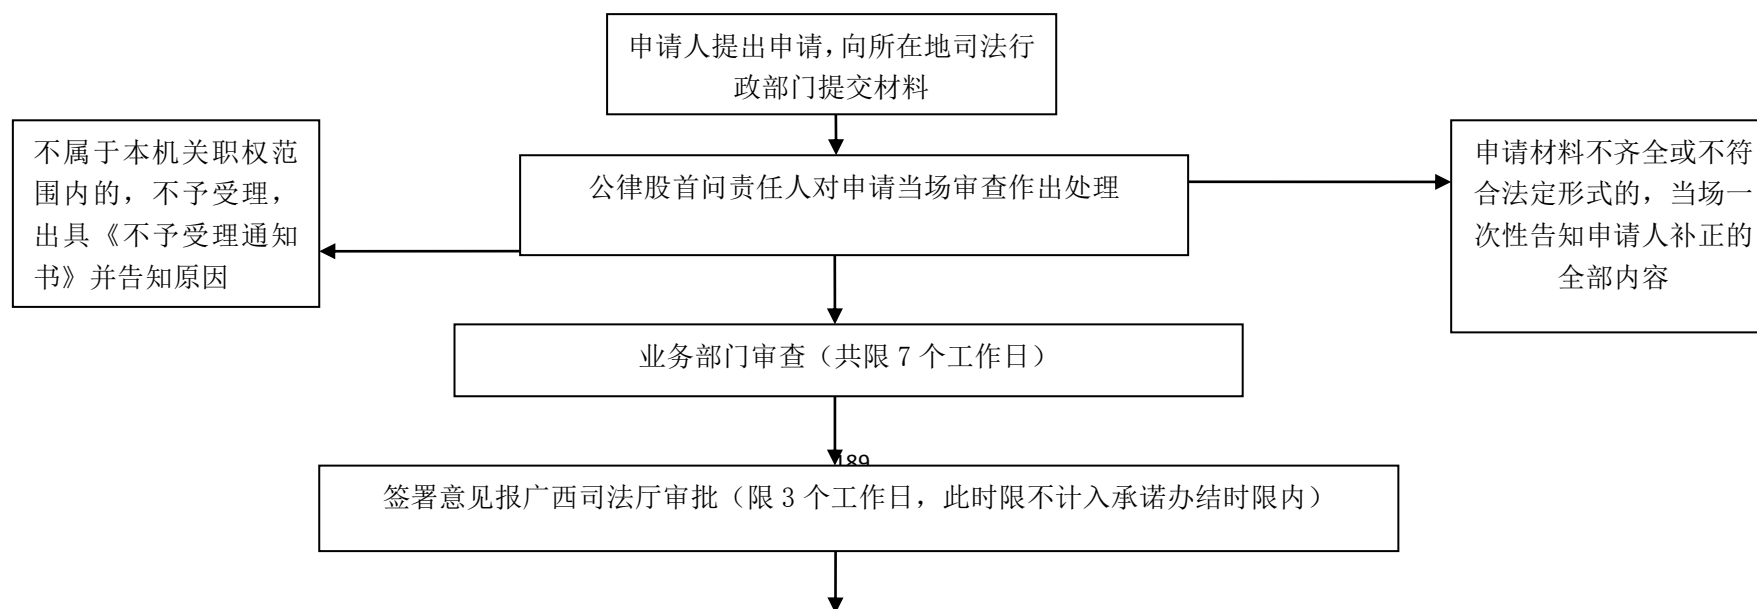 申请人提出申请，向所在地司法行
政部门提交材料
不属于本机关职权范
围内的，不予受理，
出具《不予受理通知
书》并告知原因
公律股首问责任人对申请当场审查作出处理
申请材料不齐全或不符
合法定形式的，当场一
次性告知申请人补正的
全部内容
业务部门审查（共限 7 个工作日）
189
签署意见报广西司法厅审批（限 3 个工作日，此时限不计入承诺办结时限内）